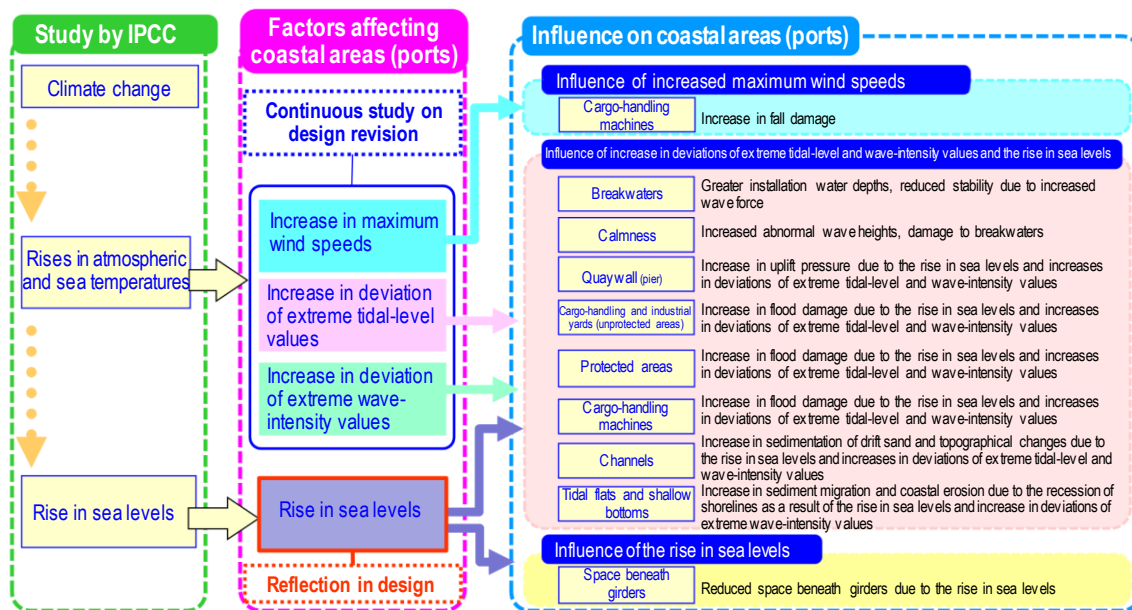 Study by IPCC
Climate change
Rises in atmospheric
and sea temperatures
Rise in sea levels
Factors affecting
coastal areas (ports)
Continuous study on
design revision
Increase in maximum
wind speeds
Increase in deviation
of extreme tidal-level
values
Increase in deviation
of extreme wave-
intensity values
Rise in sea levels
Reflection in design
Influence on coastal areas (ports)
Influence of increased maximum wind speeds
Cargo-handling
machines
Increase in fall damage
Influence of increase in deviations of extreme tidal-level and wave-intensity values and the rise in sea levels
Breakwaters
Greater installation water depths, reduced stability due to increased
wave force
Calmness
Increased abnormal wave heights, damage to breakwaters
Quaywall (pier)
Increase in uplift pressure due to the rise in sea levels and increases
in deviations of extreme tidal-level and wave-intensity values
Cargo-handling and industrial
yards (unprotected areas)
Increase in flood damage due to the rise in sea levels and increases
in deviations of extreme tidal-level and wave-intensity values
Protected areas
Increase in flood damage due to the rise in sea levels and increases
in deviations of extreme tidal-level and wave-intensity values
Cargo-handling
machines
Increase in flood damage due to the rise in sea levels and increases
in deviations of extreme tidal-level and wave-intensity values
Channels
Increase in sedimentation of drift sand and topographical changes due to
the rise in sea levels and increases in deviations of extreme tidal-level and
wave-intensity values
Tidal flats and shallow
bottoms
Increase in sediment migration and coastal erosion due to the recession of
shorelines as a result of the rise in sea levels and increase in deviations of
extreme wave-intensity values
Influence of the rise in sea levels
Space beneath
girders
Reduced space beneath girders due to the rise in sea levels